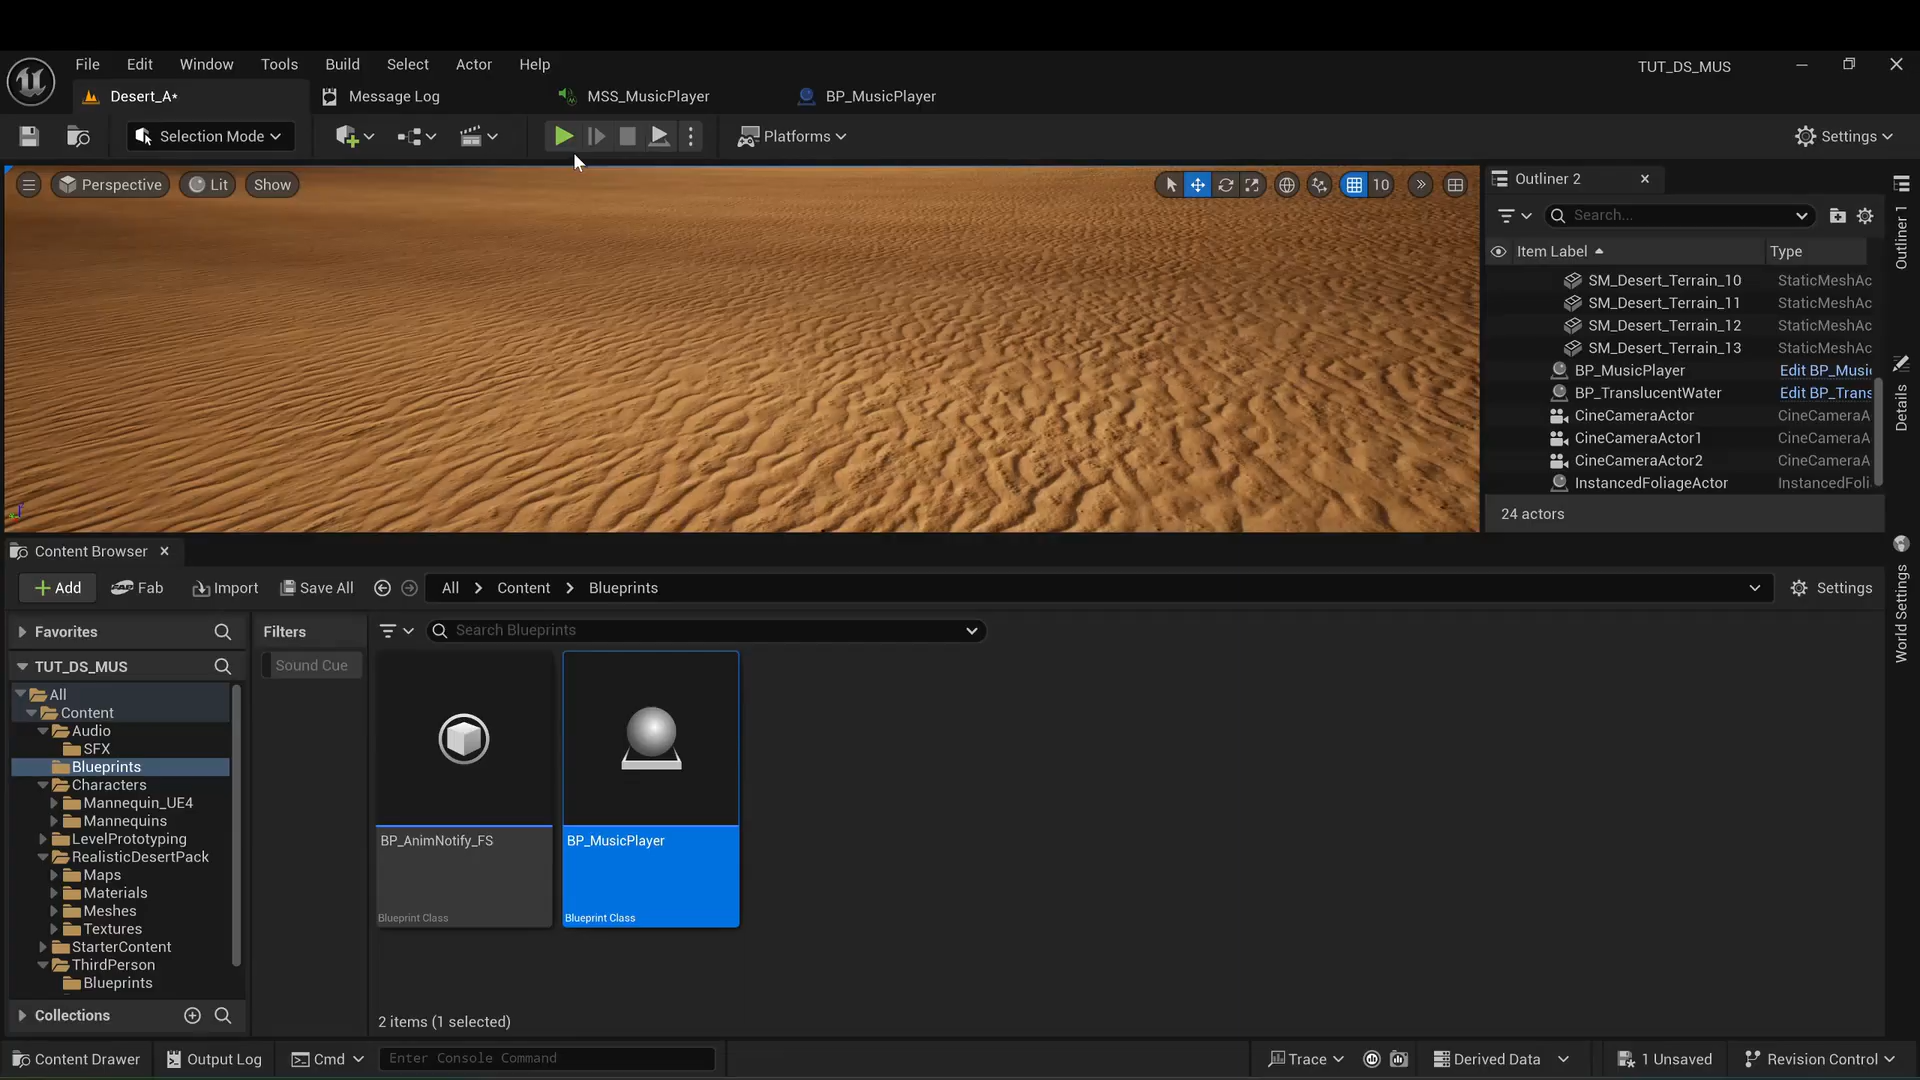 File Edit Window Tools Build Select Actor Help
TUT_DS_MUS
Desert_A* Message Log MSS_MusicPlayer BP_MusicPlayer
Selection Mode Platforms Settings
Perspective Lit Show 10
Outliner 2
Search...
Item Label Type
SM_Desert_Terrain_10 StaticMeshAc
SM_Desert_Terrain_11 StaticMeshAc
SM_Desert_Terrain_12 StaticMeshAc
SM_Desert_Terrain_13 StaticMeshAc
BP_MusicPlayer Edit BP_Music
BP_TranslucentWater Edit BP_Trans
CineCameraActor CineCameraA
CineCameraActor1 CineCameraA
CineCameraActor2 CineCameraA
InstancedFoliageActor InstancedFoli
24 actors
Outliner 1
Details
World Settings
Content Browser
Add Fab Import Save All All Content Blueprints Settings
Favorites
TUT_DS_MUS
All
Content
Audio
SFX
Blueprints
Characters
Mannequin_UE4
Mannequins
LevelPrototyping
RealisticDesertPack
Maps
Materials
Meshes
Textures
StarterContent
ThirdPerson
Blueprints
Collections
Filters
Sound Cue
Search Blueprints
BP_AnimNotify_FS
Blueprint Class
BP_MusicPlayer
Blueprint Class
2 items (1 selected)
Content Drawer Output Log Cmd Enter Console Command Trace Derived Data 1 Unsaved Revision Control